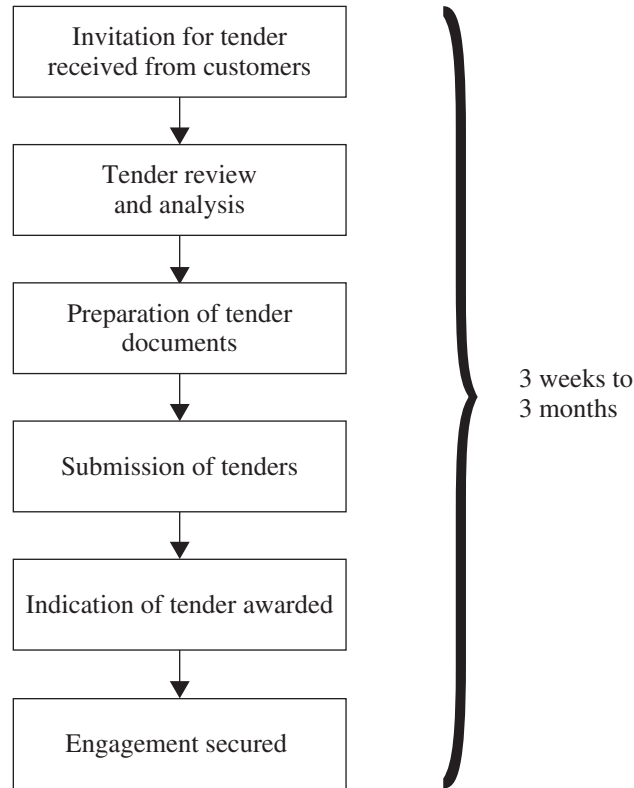 Invitation for tender
received from customers
Tender review
and analysis
Preparation of tender
documents
Submission of tenders
Indication of tender awarded
Engagement secured
3 weeks to
3 months